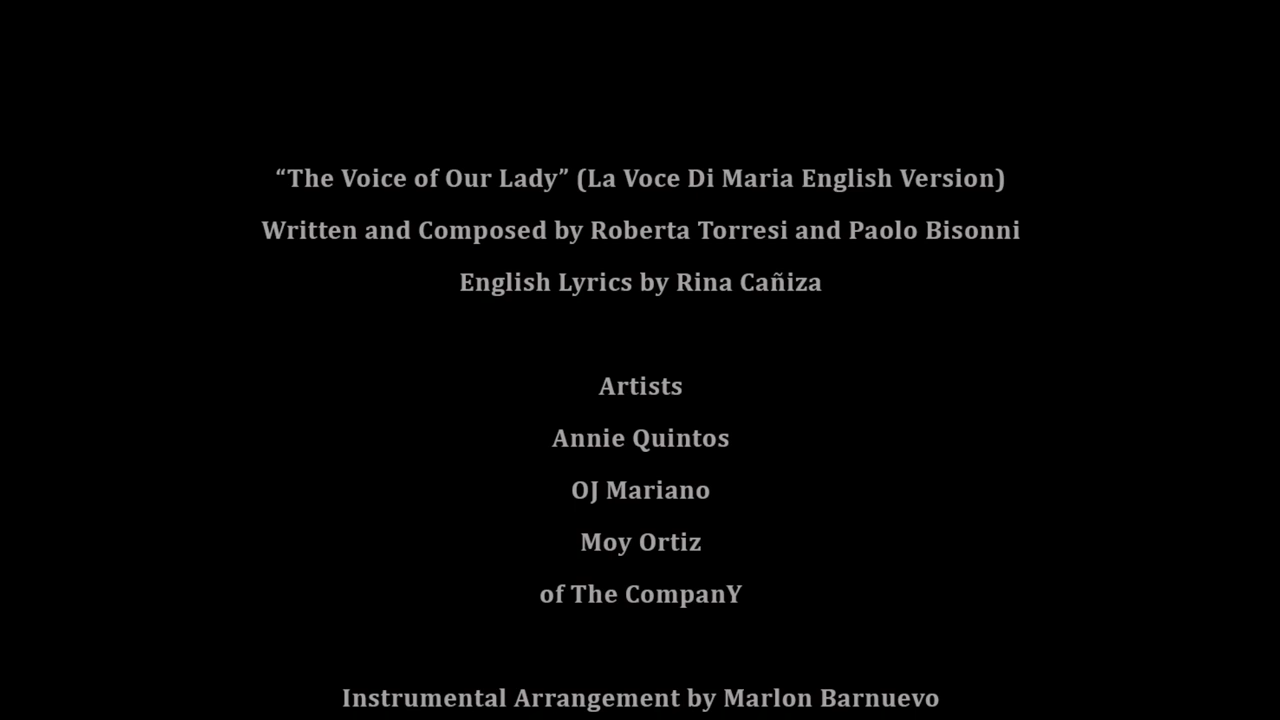 “The Voice of Our Lady” (La Voce Di Maria English Version)
Written and Composed by Roberta Torresi and Paolo Bisonni
English Lyrics by Rina Cañiza
Artists
Annie Quintos
OJ Mariano
Moy Ortiz
of The CompanY
Instrumental Arrangement by Marlon Barnuevo